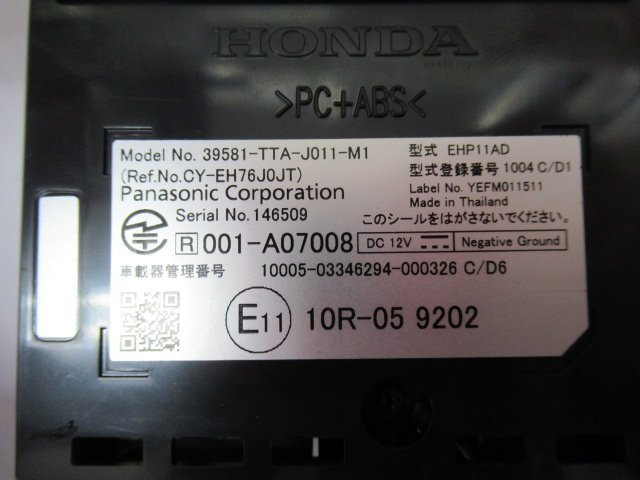 HONDA
>PC+ABS<
Model No. 39581-TTA-J011-M1 型式 EHP11AD
(Ref.No.CY-EH76J0JT) 型式登録番号 1004 C/D1
Panasonic Corporation Label No. YEFM011511
Made in Thailand
Serial No. 146509 このシールをはがさないでください。
R 001-A07008 DC 12V Negative Ground
車載器管理番号 10005-03346294-000326 C/D6
E11 10R-05 9202